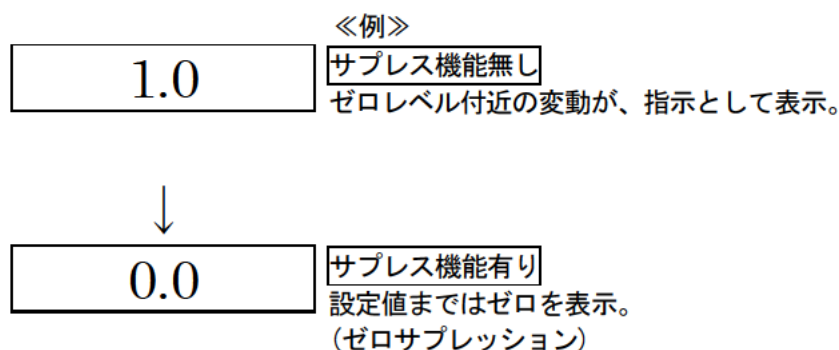 ≪例≫
1.0
サプレス機能無し
ゼロレベル付近の変動が、指示として表示。
↓
0.0
サプレス機能有り
設定値まではゼロを表示。
(ゼロサプレッション)